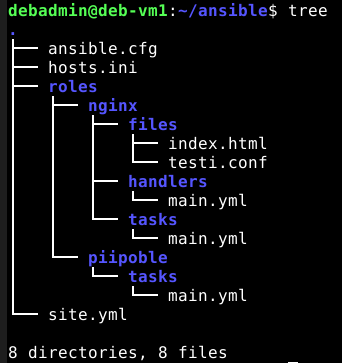 debadmin@deb-vm1:~/ansible$ tree
.
├── ansible.cfg
├── hosts.ini
├── roles
│   ├── nginx
│   │   ├── files
│   │   │   ├── index.html
│   │   │   └── testi.conf
│   │   ├── handlers
│   │   │   └── main.yml
│   │   └── tasks
│   │       └── main.yml
│   └── piipoble
│       └── tasks
│           └── main.yml
└── site.yml

8 directories, 8 files